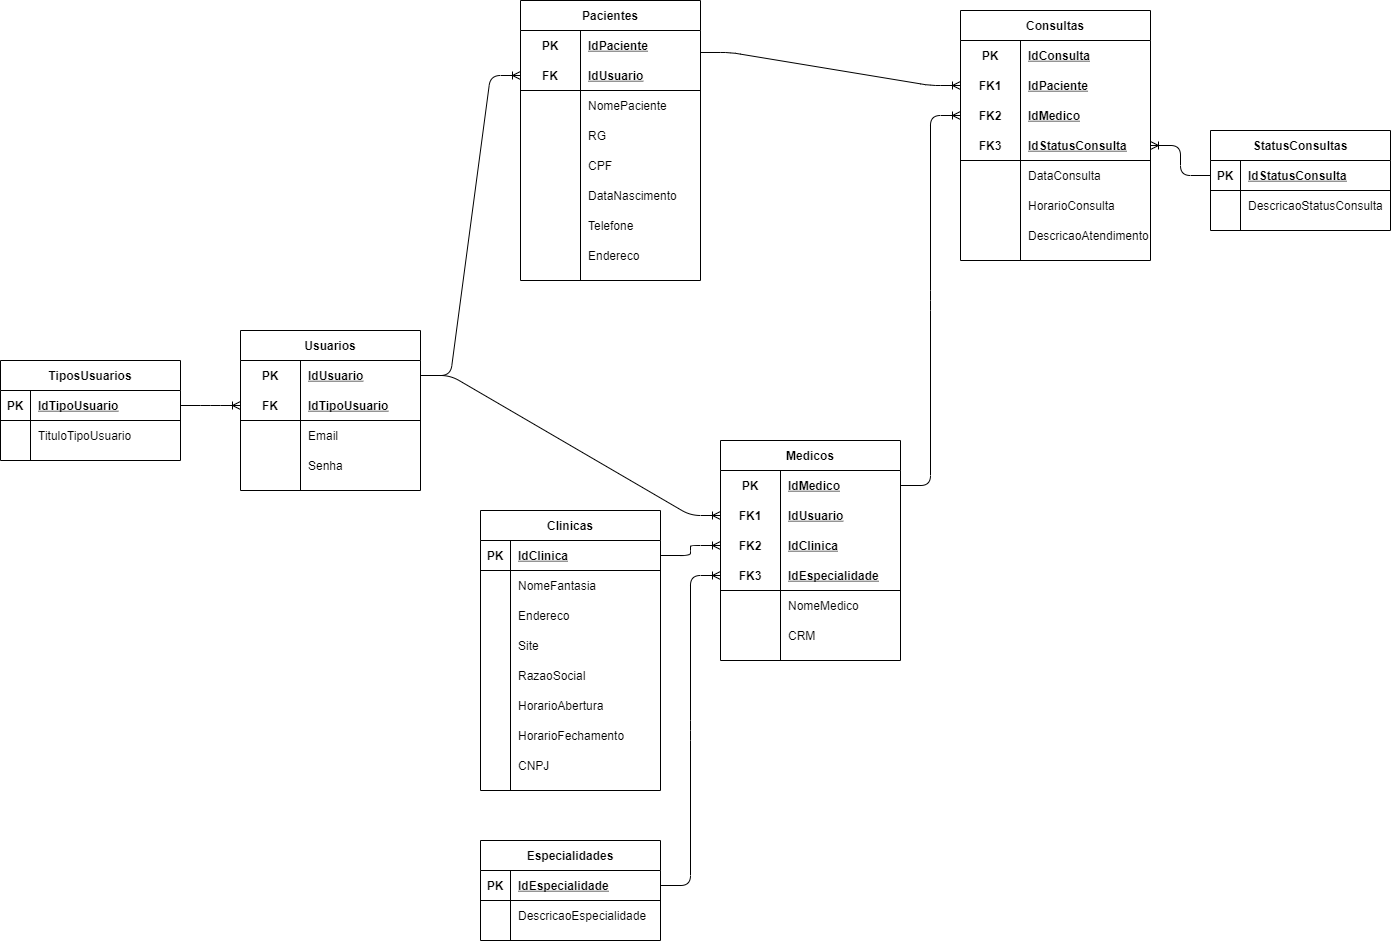 Pacientes
PK IdPaciente
FK IdUsuario
NomePaciente
RG
CPF
DataNascimento
Telefone
Endereco
Consultas
PK IdConsulta
FK1 IdPaciente
FK2 IdMedico
FK3 IdStatusConsulta
DataConsulta
HorarioConsulta
DescricaoAtendimento
StatusConsultas
PK IdStatusConsulta
DescricaoStatusConsulta
TiposUsuarios
PK IdTipoUsuario
TituloTipoUsuario
Usuarios
PK IdUsuario
FK IdTipoUsuario
Email
Senha
Medicos
PK IdMedico
FK1 IdUsuario
FK2 IdClinica
FK3 IdEspecialidade
NomeMedico
CRM
Clinicas
PK IdClinica
NomeFantasia
Endereco
Site
RazaoSocial
HorarioAbertura
HorarioFechamento
CNPJ
Especialidades
PK IdEspecialidade
DescricaoEspecialidade